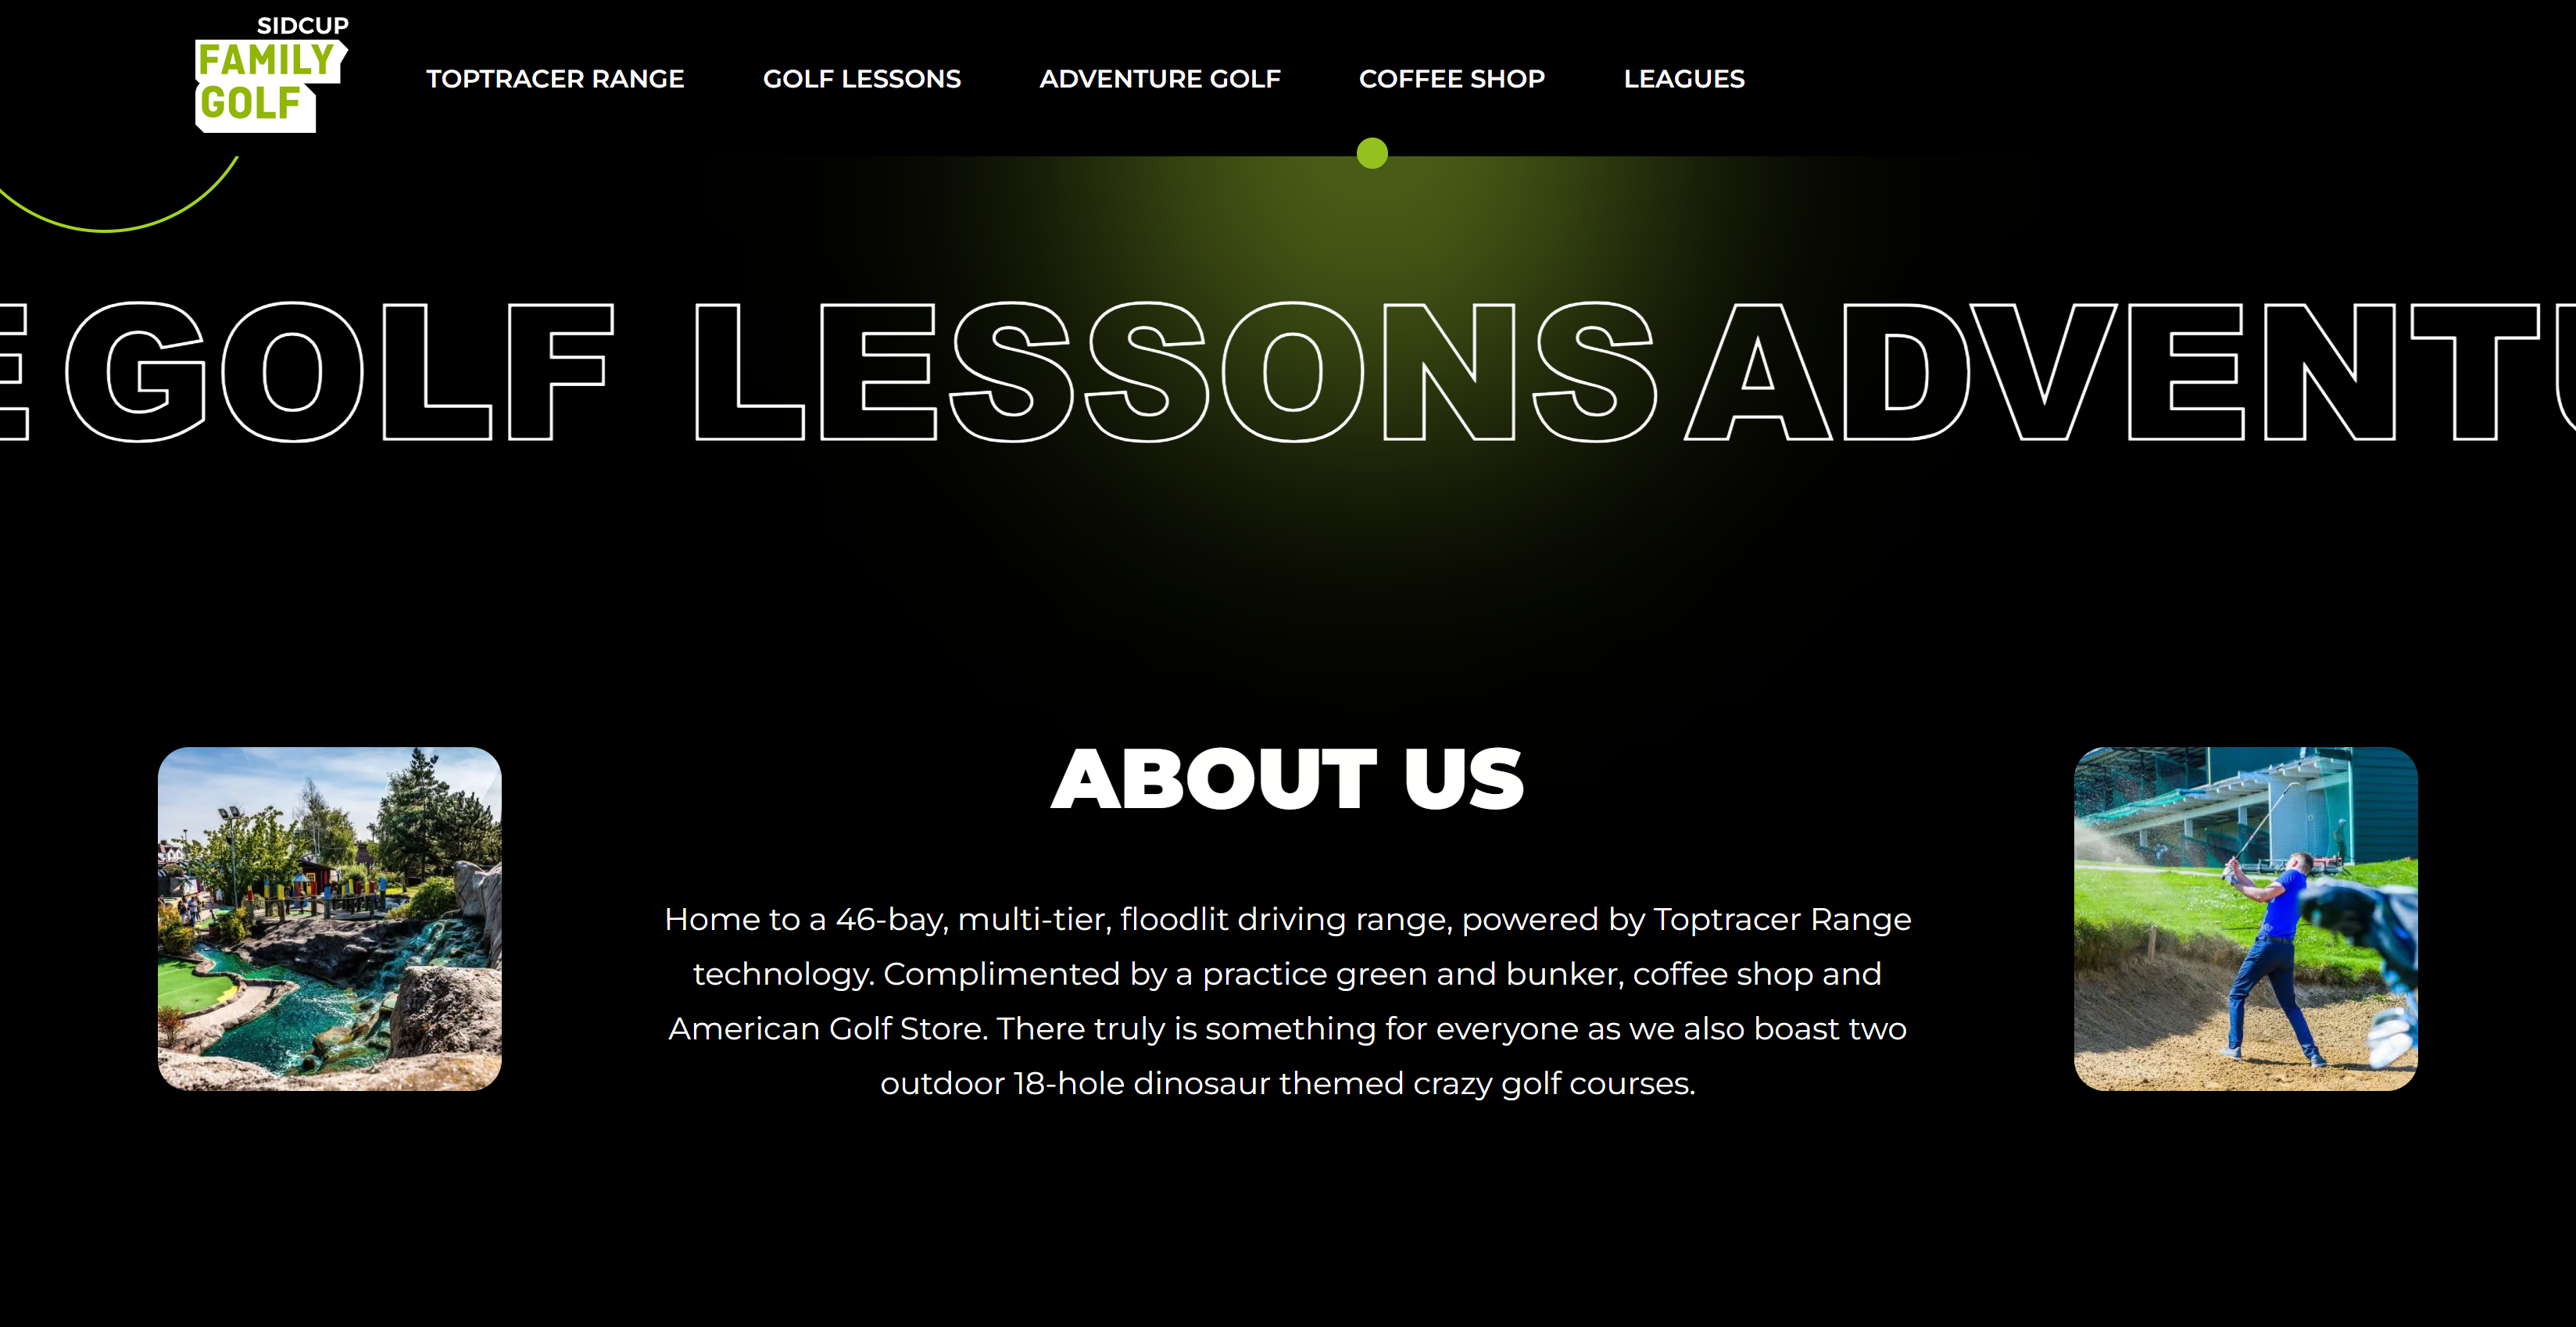 SIDCUP
FAMILY
GOLF
TOPTRACER RANGE
GOLF LESSONS
ADVENTURE GOLF
COFFEE SHOP
LEAGUES
E GOLF LESSONS ADVENTU
ABOUT US
Home to a 46-bay, multi-tier, floodlit driving range, powered by Toptracer Range
technology. Complimented by a practice green and bunker, coffee shop and
American Golf Store. There truly is something for everyone as we also boast two
outdoor 18-hole dinosaur themed crazy golf courses.